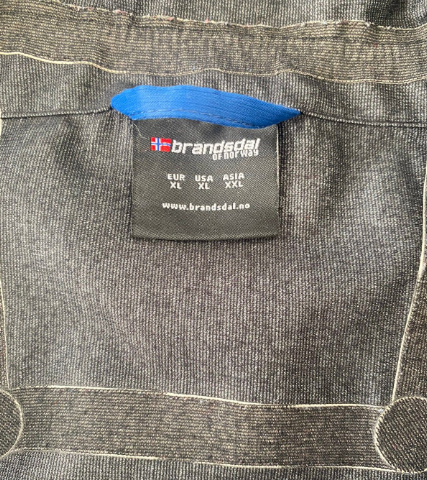 brandsdal
OF NORWAY
EUR USA ASIA
XL XL XXL
www.brandsdal.no